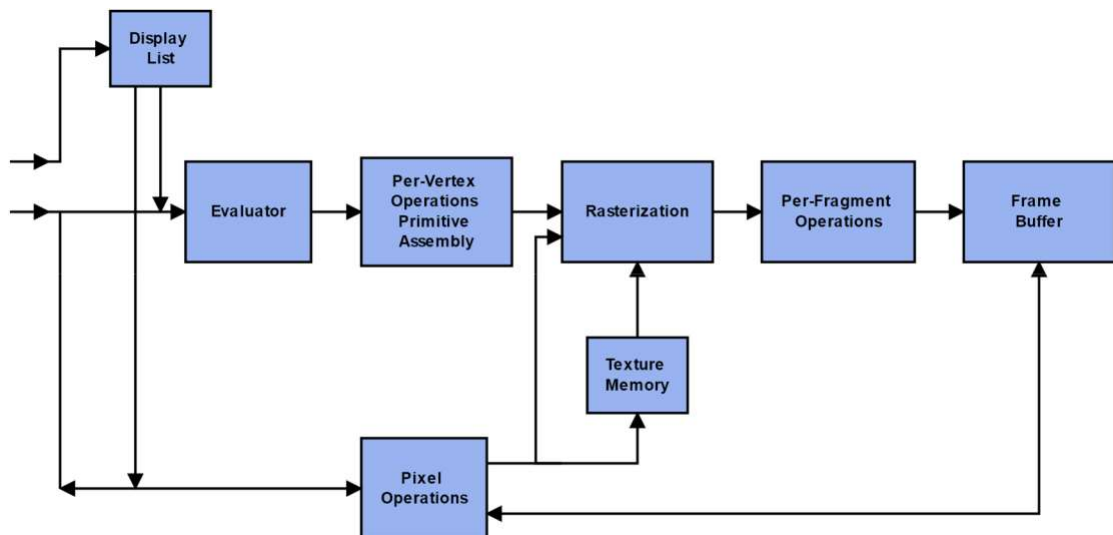 Display
List
Evaluator
Per-Vertex
Operations
Primitive
Assembly
Rasterization
Per-Fragment
Operations
Frame
Buffer
Texture
Memory
Pixel
Operations